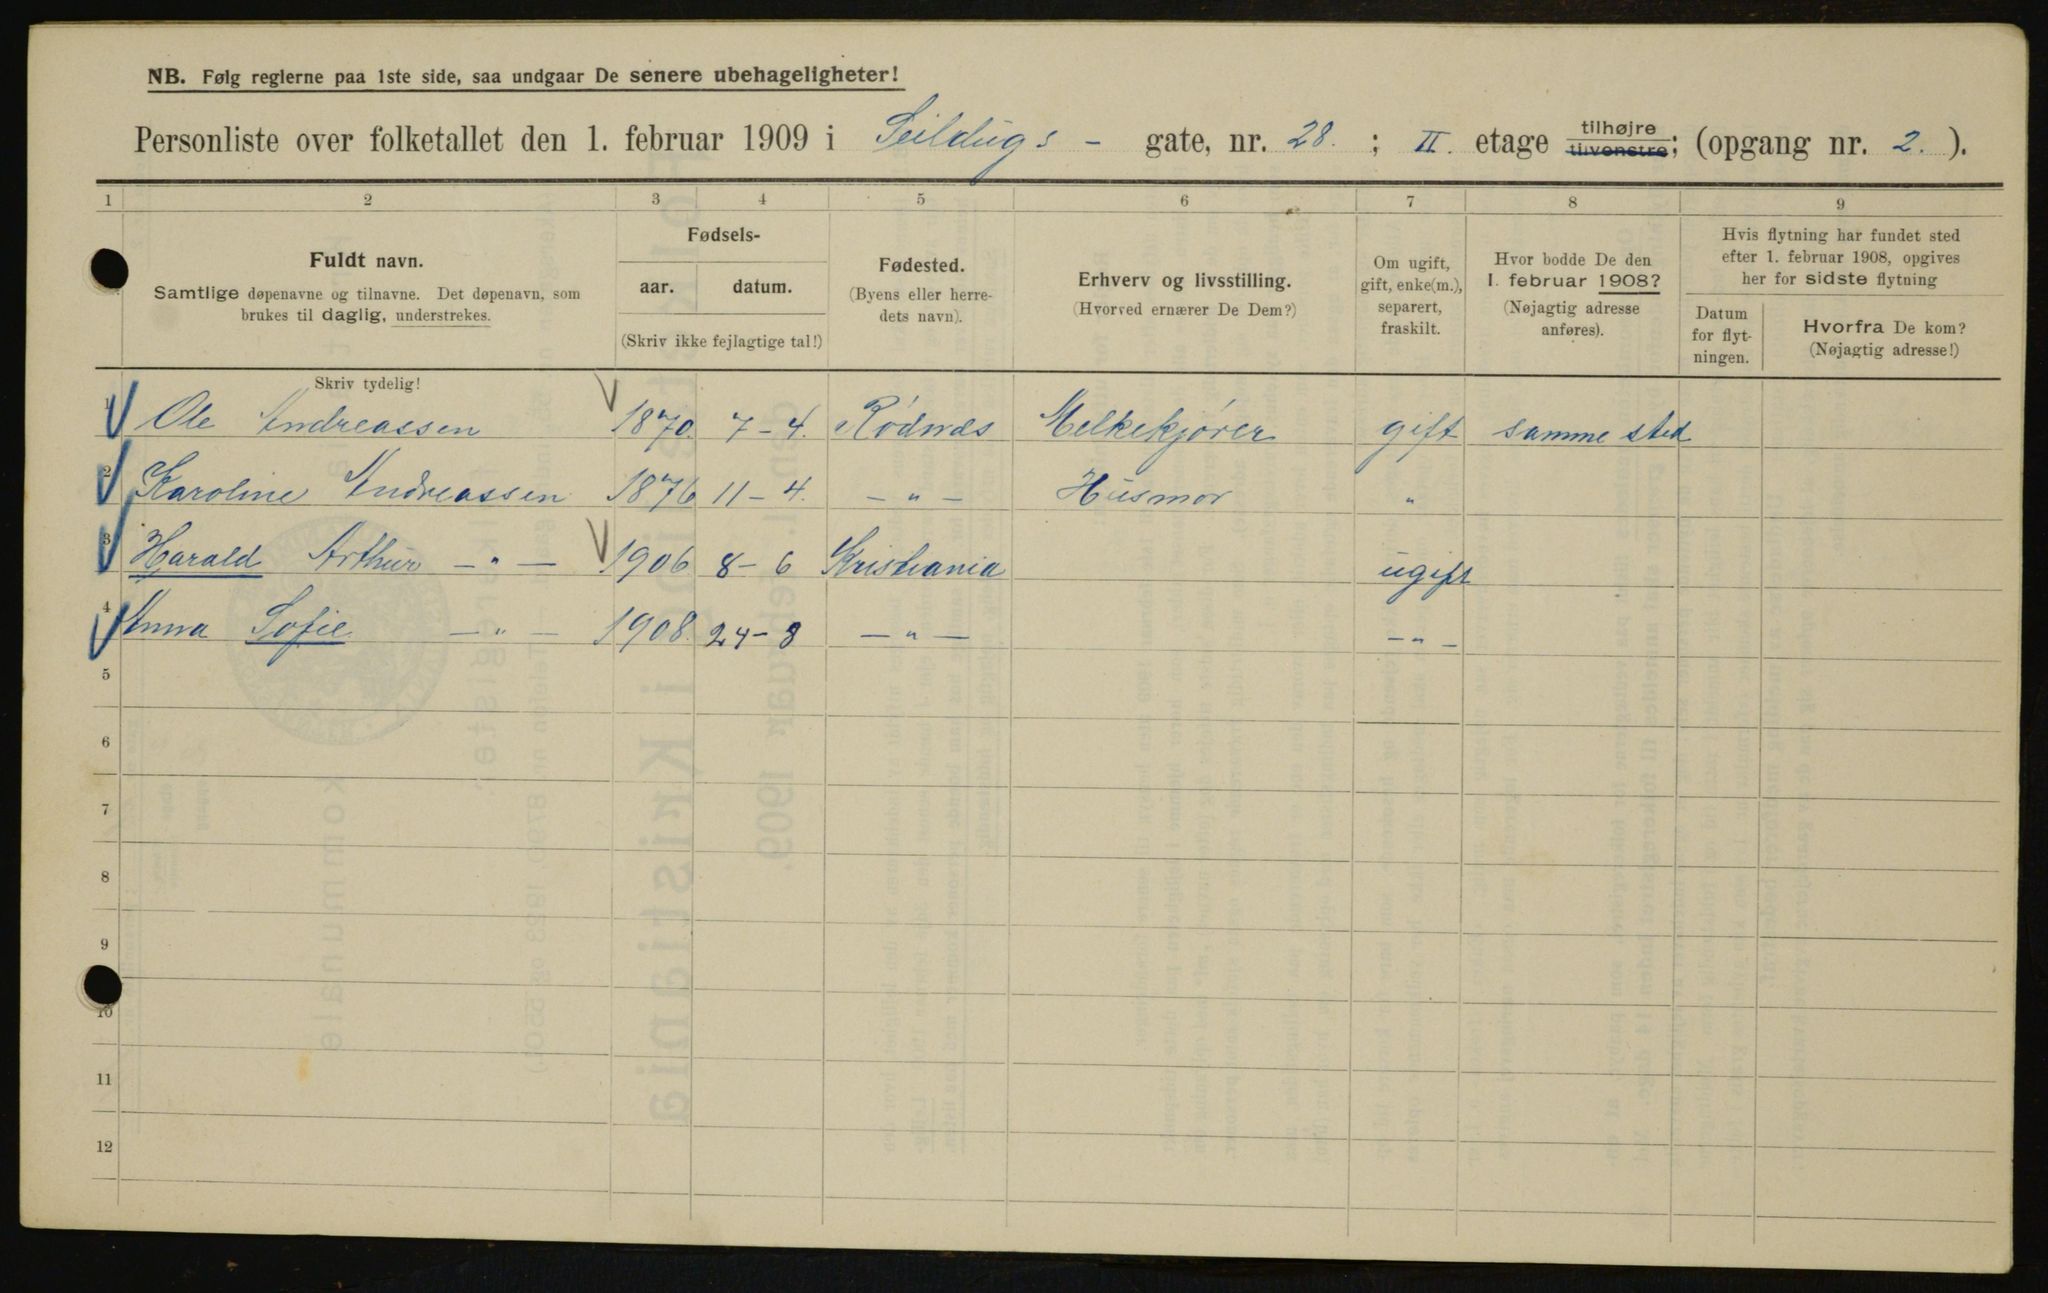 NB. Følg reglerne paa 1ste side, saa undgaar De senere ubehageligheter!
Personliste over folketallet den 1. februar 1909 i Seildugs - gate, nr. 28. ; II. etage tilhøjre tilvenstre; (opgang nr. 2. ).
1 2 3 4 5 6 7 8 9
Fuldt navn.
Samtlige døpenavne og tilnavne. Det døpenavn, som
brukes til daglig, understrekes.
Fødsels-
aar. datum.
(Skriv ikke fejlagtige tal!)
Fødested.
(Byens eller herre-
dets navn).
Erhverv og livsstilling.
(Hvorved ernærer De Dem?)
Om ugift,
gift, enke(m.),
separert,
fraskilt.
Hvor bodde De den
1. februar 1908?
(Nøjagtig adresse
anføres).
Hvis flytning har fundet sted
efter 1. februar 1908, opgives
her for sidste flytning
Datum
for flyt-
ningen.
Hvorfra De kom?
(Nøjagtig adresse!)
Skriv tydelig!
1 Ole Andreassen 1870. 7-4. Rødnæs Melkekjører gift samme sted
2 Karoline Andreassen 1876 11-4. -"- Husmor "
3 Harald Arthur -"- 1906 8-6 Kristiania ugift
4 Anna Sofie -"- 1908. 24-8 -"- -"-
5
6
7
8
9
10
11
12